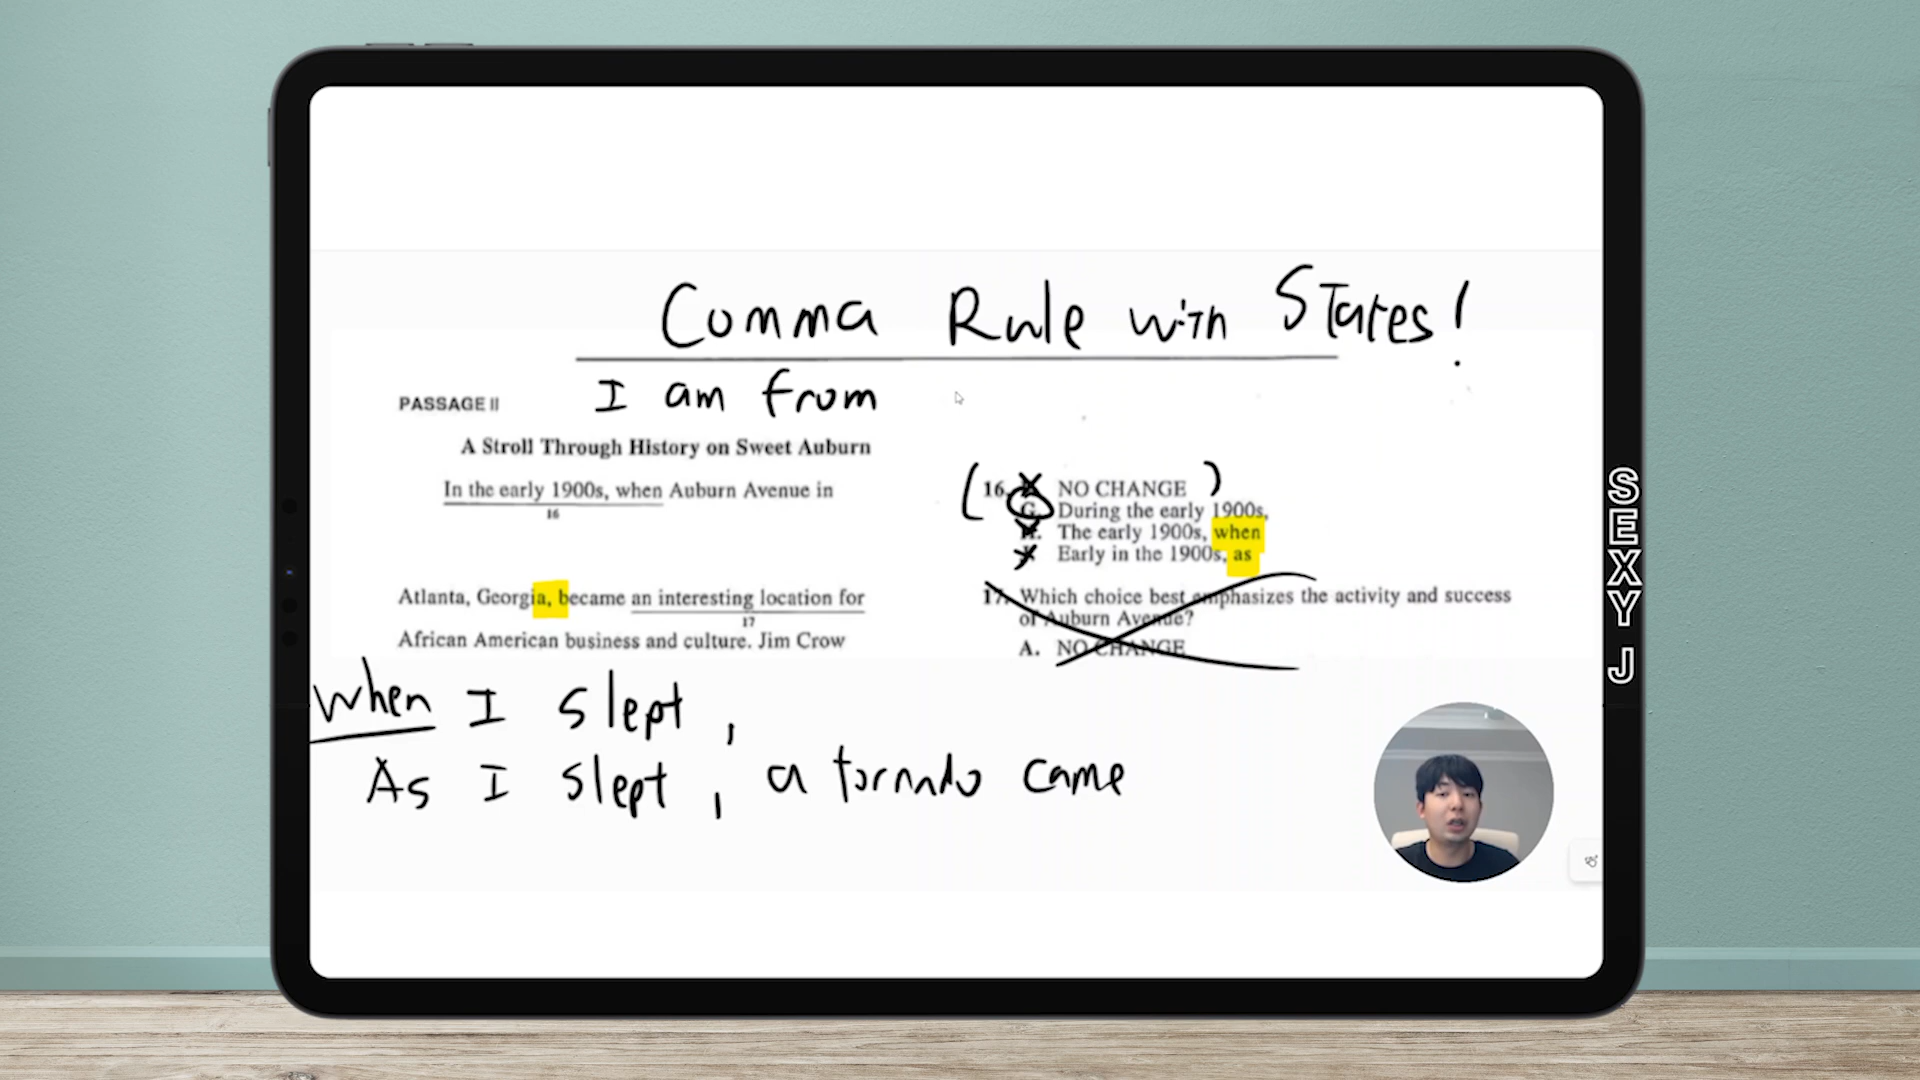 Comma Rule with States!
I am from
PASSAGE II
A Stroll Through History on Sweet Auburn
In the early 1900s, when Auburn Avenue in
16
Atlanta, Georgia, became an interesting location for
17
African American business and culture. Jim Crow
(16. NO CHANGE )
G. During the early 1900s,
The early 1900s, when
Early in the 1900s, as
17. Which choice best emphasizes the activity and success
of Auburn Avenue?
A. NO CHANGE
When I slept,
As I slept, a tornado came
SEXY J